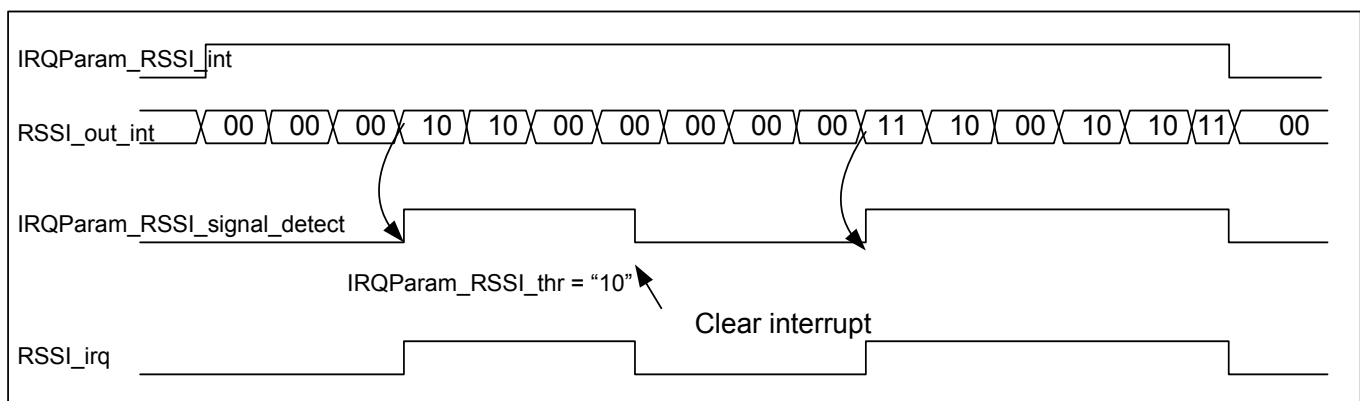 IRQParam_RSSI_int
RSSI_out_int 00 00 00 10 10 00 00 00 00 00 11 10 00 10 10 11 00
IRQParam_RSSI_signal_detect
IRQParam_RSSI_thr = “10”
Clear interrupt
RSSI_irq